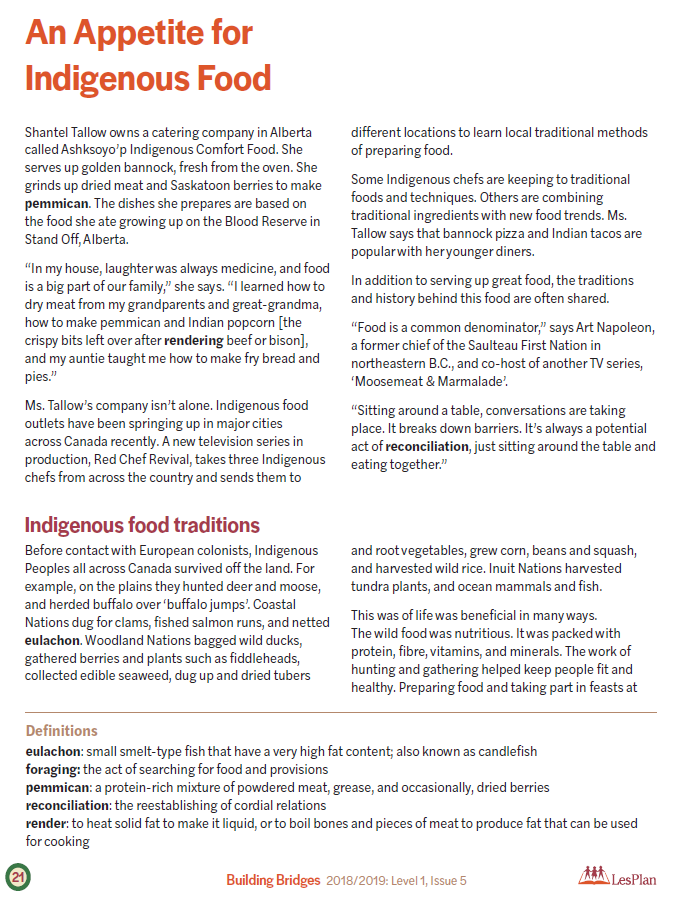 An Appetite for
Indigenous Food
Shantel Tallow owns a catering company in Alberta
called Ashksoyo’p Indigenous Comfort Food. She
serves up golden bannock, fresh from the oven. She
grinds up dried meat and Saskatoon berries to make
pemmican. The dishes she prepares are based on
the food she ate growing up on the Blood Reserve in
Stand Off, Alberta.
“In my house, laughter was always medicine, and food
is a big part of our family,” she says. “I learned how to
dry meat from my grandparents and great-grandma,
how to make pemmican and Indian popcorn [the
crispy bits left over after rendering beef or bison],
and my auntie taught me how to make fry bread and
pies.”
Ms. Tallow’s company isn’t alone. Indigenous food
outlets have been springing up in major cities
across Canada recently. A new television series in
production, Red Chef Revival, takes three Indigenous
chefs from across the country and sends them to
different locations to learn local traditional methods
of preparing food.
Some Indigenous chefs are keeping to traditional
foods and techniques. Others are combining
traditional ingredients with new food trends. Ms.
Tallow says that bannock pizza and Indian tacos are
popular with her younger diners.
In addition to serving up great food, the traditions
and history behind this food are often shared.
“Food is a common denominator,” says Art Napoleon,
a former chief of the Saulteau First Nation in
northeastern B.C., and co-host of another TV series,
‘Moosemeat & Marmalade’.
“Sitting around a table, conversations are taking
place. It breaks down barriers. It’s always a potential
act of reconciliation, just sitting around the table and
eating together.”
Indigenous food traditions
Before contact with European colonists, Indigenous
Peoples all across Canada survived off the land. For
example, on the plains they hunted deer and moose,
and herded buffalo over ‘buffalo jumps’. Coastal
Nations dug for clams, fished salmon runs, and netted
eulachon. Woodland Nations bagged wild ducks,
gathered berries and plants such as fiddleheads,
collected edible seaweed, dug up and dried tubers
and root vegetables, grew corn, beans and squash,
and harvested wild rice. Inuit Nations harvested
tundra plants, and ocean mammals and fish.
This was of life was beneficial in many ways.
The wild food was nutritious. It was packed with
protein, fibre, vitamins, and minerals. The work of
hunting and gathering helped keep people fit and
healthy. Preparing food and taking part in feasts at
Definitions
eulachon: small smelt-type fish that have a very high fat content; also known as candlefish
foraging: the act of searching for food and provisions
pemmican: a protein-rich mixture of powdered meat, grease, and occasionally, dried berries
reconciliation: the reestablishing of cordial relations
render: to heat solid fat to make it liquid, or to boil bones and pieces of meat to produce fat that can be used
for cooking
21
Building Bridges 2018/2019: Level 1, Issue 5
LesPlan